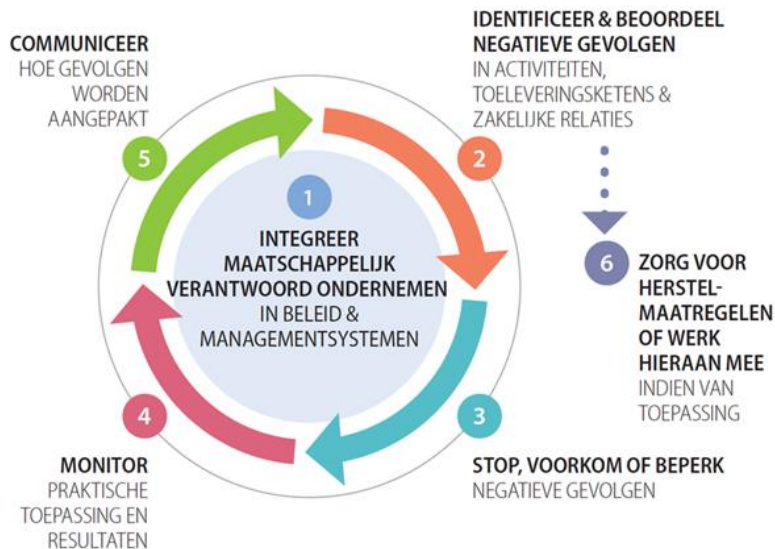 1
INTEGREER
MAATSCHAPPELIJK
VERANTWOORD ONDERNEMEN
IN BELEID &
MANAGEMENTSYSTEMEN
2
IDENTIFICEER & BEOORDEEL
NEGATIEVE GEVOLGEN
IN ACTIVITEITEN,
TOELEVERINGSKETENS &
ZAKELIJKE RELATIES
3
STOP, VOORKOM OF BEPERK
NEGATIEVE GEVOLGEN
4
MONITOR
PRAKTISCHE
TOEPASSING EN
RESULTATEN
5
COMMUNICEER
HOE GEVOLGEN
WORDEN
AANGEPAKT
6
ZORG VOOR
HERSTEL-
MAATREGELEN
OF WERK
HIERAAN MEE
INDIEN VAN
TOEPASSING